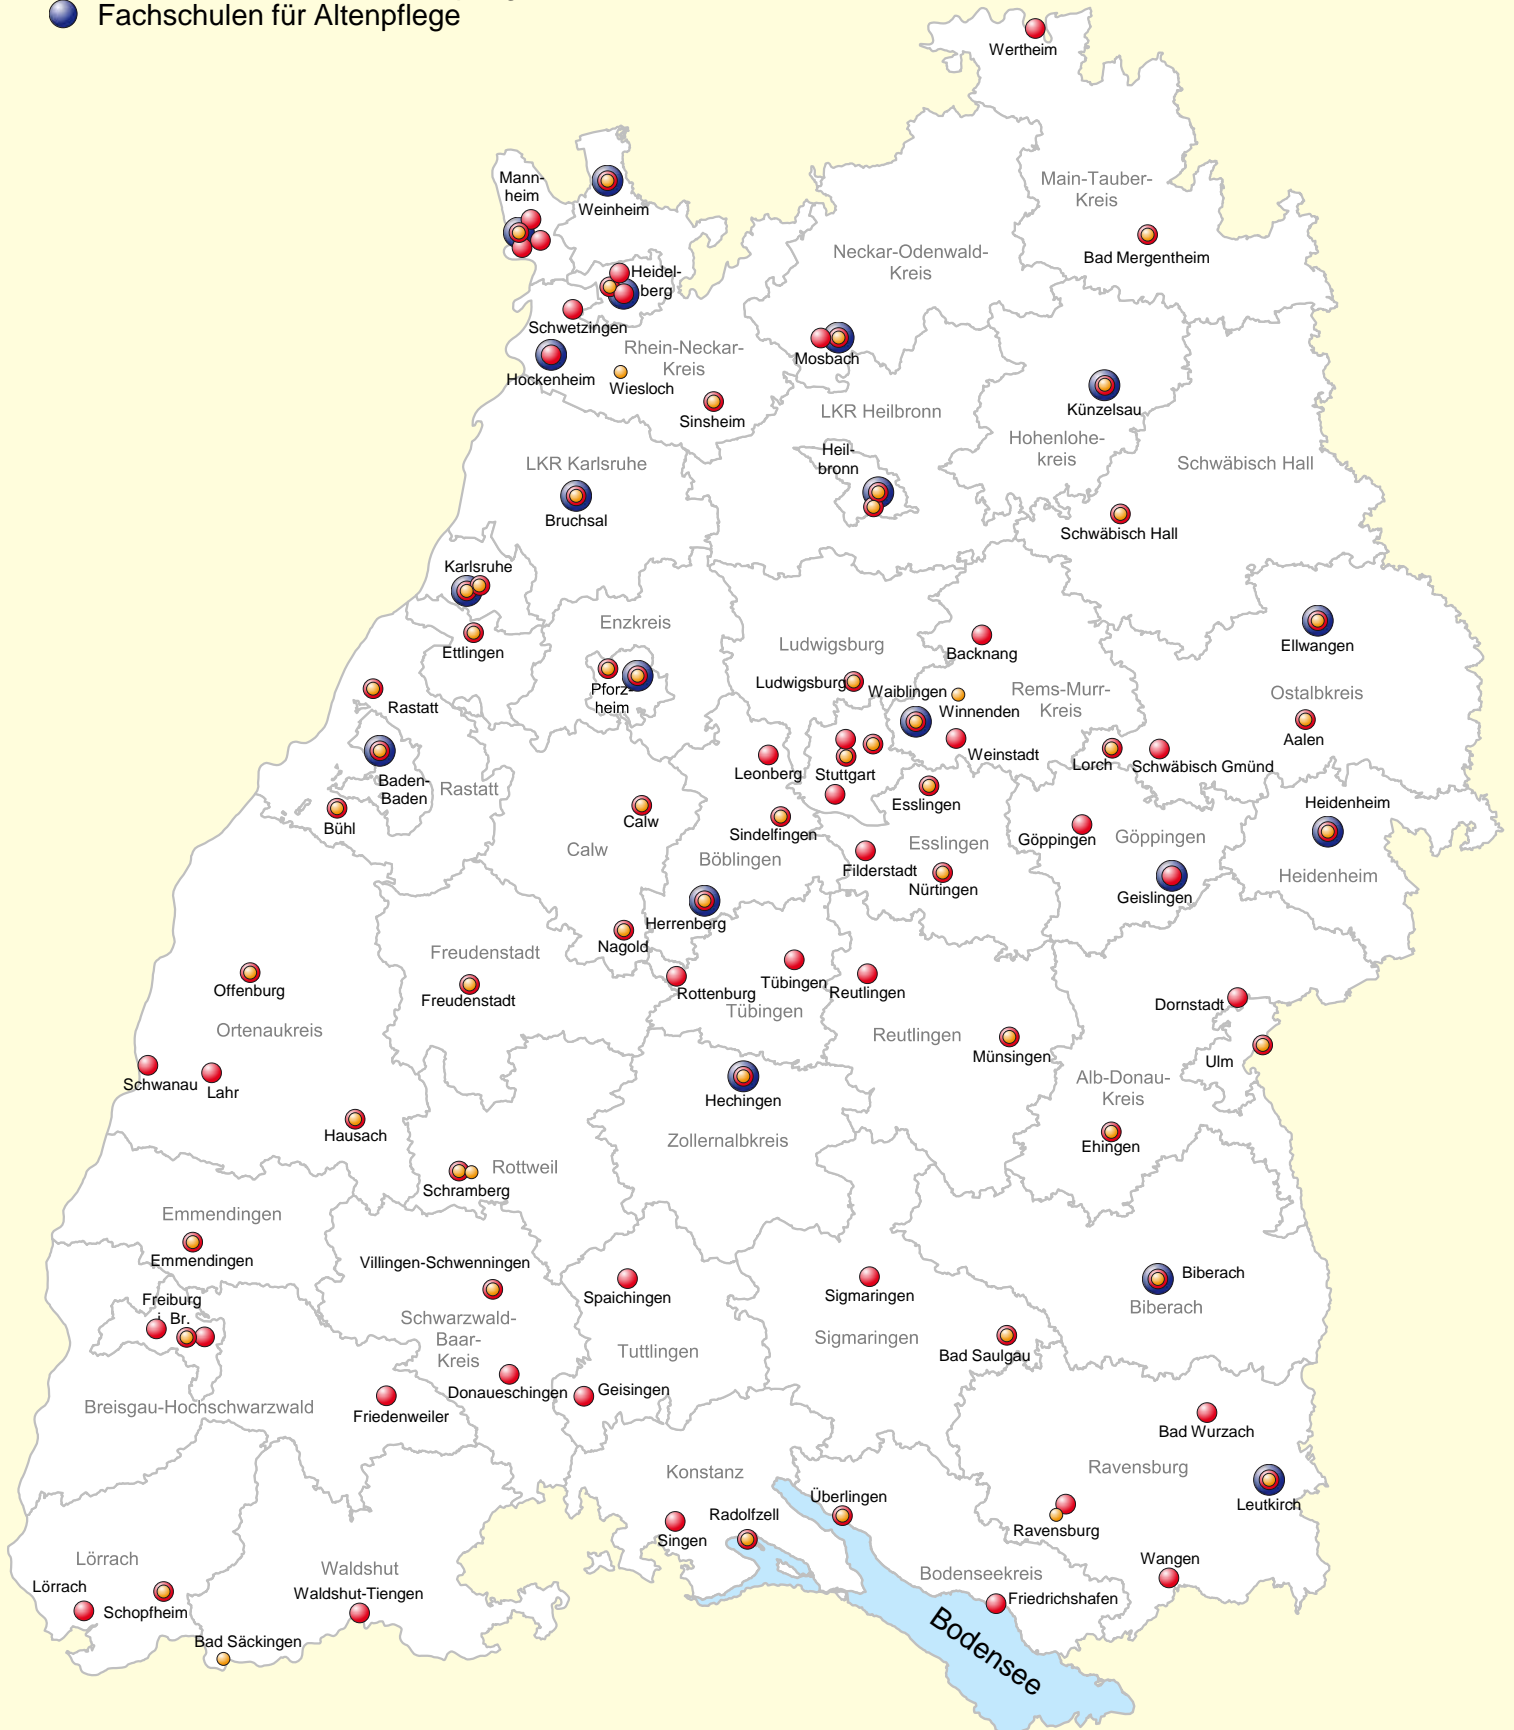 Fachschulen für Altenpflege
Wertheim
Mann-
heim
Weinheim
Main-Tauber-
Kreis
Bad Mergentheim
Neckar-Odenwald-
Kreis
Heidel-
berg
Schwetzingen
Hockenheim
Rhein-Neckar-
Kreis
Wiesloch
Sinsheim
Mosbach
LKR Heilbronn
Heil-
bronn
Künzelsau
Hohenlohe-
kreis
Schwäbisch Hall
Schwäbisch Hall
LKR Karlsruhe
Bruchsal
Karlsruhe
Ettlingen
Enzkreis
Pforz-
heim
Ludwigsburg
Ludwigsburg
Backnang
Waiblingen
Winnenden
Rems-Murr-
Kreis
Weinstadt
Ellwangen
Ostalbkreis
Aalen
Lorch
Schwäbisch Gmünd
Rastatt
Baden-
Baden
Rastatt
Bühl
Leonberg
Stuttgart
Calw
Calw
Sindelfingen
Böblingen
Esslingen
Esslingen
Filderstadt
Nürtingen
Göppingen
Göppingen
Geislingen
Heidenheim
Heidenheim
Herrenberg
Nagold
Freudenstadt
Freudenstadt
Offenburg
Ortenaukreis
Rottenburg
Tübingen
Tübingen
Reutlingen
Reutlingen
Münsingen
Dornstadt
Ulm
Alb-Donau-
Kreis
Ehingen
Schwanau
Lahr
Hausach
Hechingen
Zollernalbkreis
Rottweil
Schramberg
Emmendingen
Emmendingen
Villingen-Schwenningen
Freiburg
i. Br.
Schwarzwald-
Baar-
Kreis
Spaichingen
Tuttlingen
Sigmaringen
Sigmaringen
Bad Saulgau
Biberach
Biberach
Donaueschingen
Geisingen
Breisgau-Hochschwarzwald
Friedenweiler
Bad Wurzach
Ravensburg
Leutkirch
Ravensburg
Konstanz
Singen
Radolfzell
Überlingen
Bodenseekreis
Friedrichshafen
Wangen
Lörrach
Lörrach
Schopfheim
Waldshut
Waldshut-Tiengen
Bad Säckingen
Bodensee